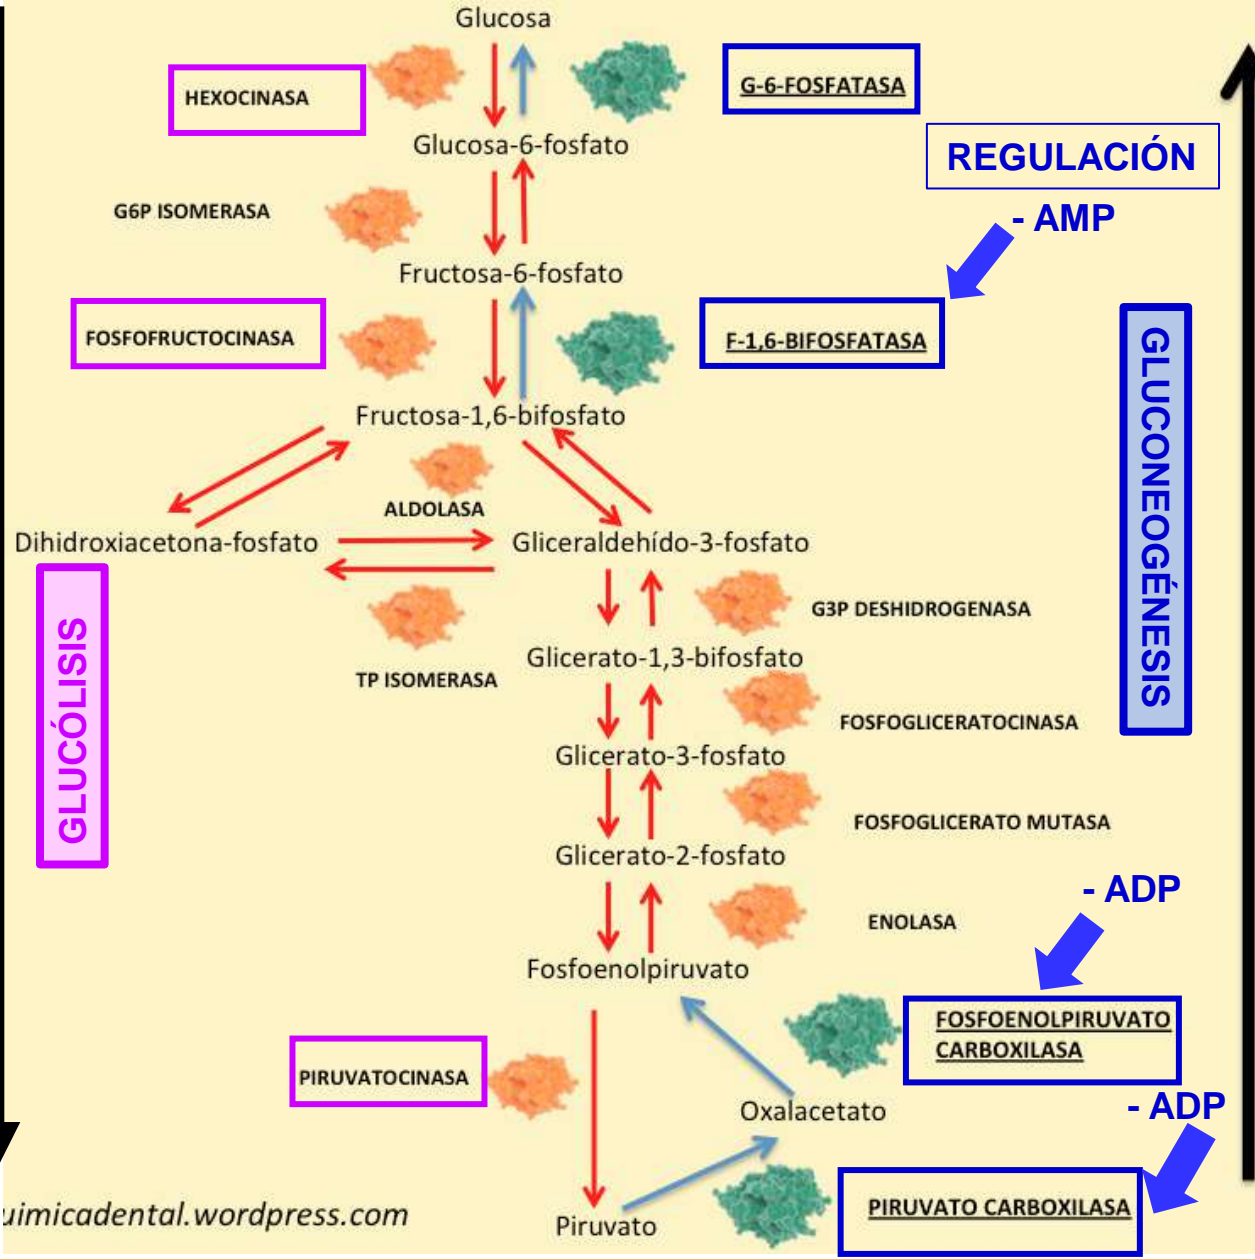 Glucosa
HEXOCINASA
G-6-FOSFATASA
Glucosa-6-fosfato
REGULACIÓN
G6P ISOMERASA
- AMP
Fructosa-6-fosfato
FOSFOFRUCTOCINASA
F-1,6-BIFOSFATASA
Fructosa-1,6-bifosfato
GLUCONEOGÉNESIS
ALDOLASA
Dihidroxiacetona-fosfato
Gliceraldehído-3-fosfato
GLUCÓLISIS
G3P DESHIDROGENASA
Glicerato-1,3-bifosfato
TP ISOMERASA
FOSFOGLICERATOCINASA
Glicerato-3-fosfato
FOSFOGLICERATO MUTASA
Glicerato-2-fosfato
- ADP
ENOLASA
Fosfoenolpiruvato
FOSFOENOLPIRUVATO
CARBOXILASA
PIRUVATOCINASA
Oxalacetato
- ADP
PIRUVATO CARBOXILASA
uimicadental.wordpress.com
Piruvato